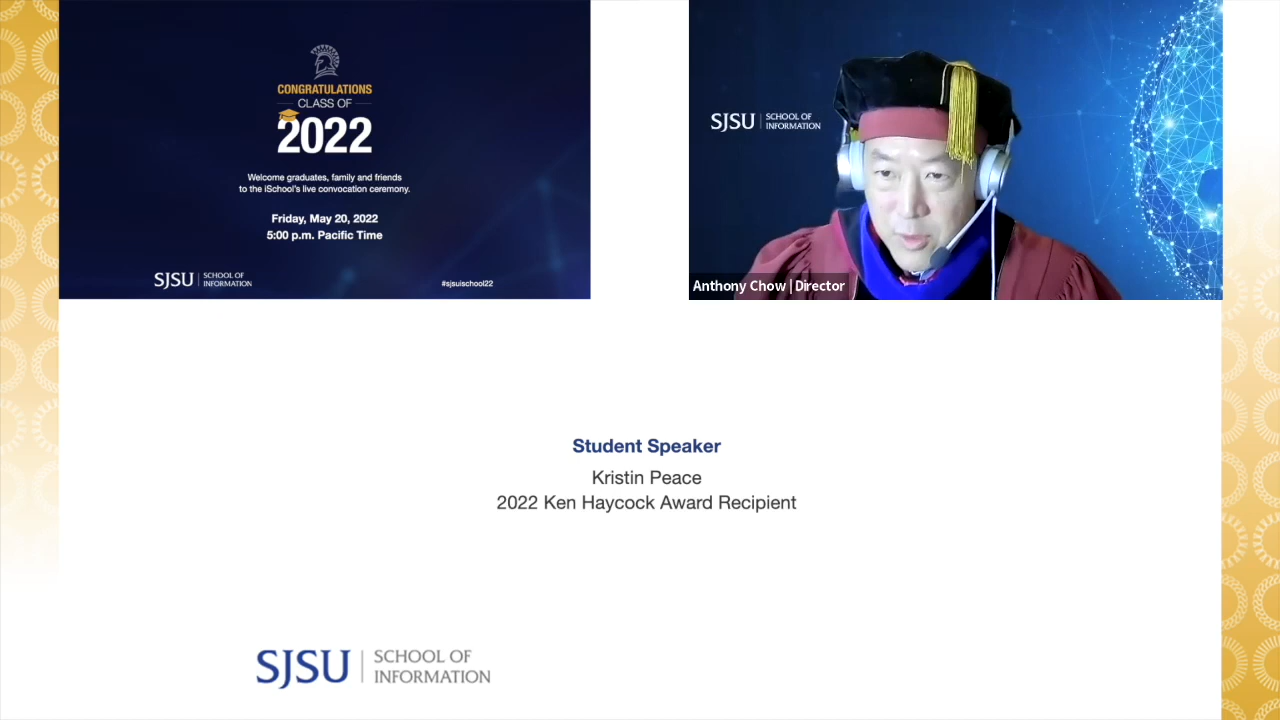 CONGRATULATIONS
CLASS OF
2022
Welcome graduates, family and friends
to the iSchool's live convocation ceremony.
Friday, May 20, 2022
5:00 p.m. Pacific Time
SJSU SCHOOL OF
INFORMATION
#sjsuischool22
SJSU SCHOOL OF
INFORMATION
Anthony Chow | Director
Student Speaker
Kristin Peace
2022 Ken Haycock Award Recipient
SJSU SCHOOL OF
INFORMATION